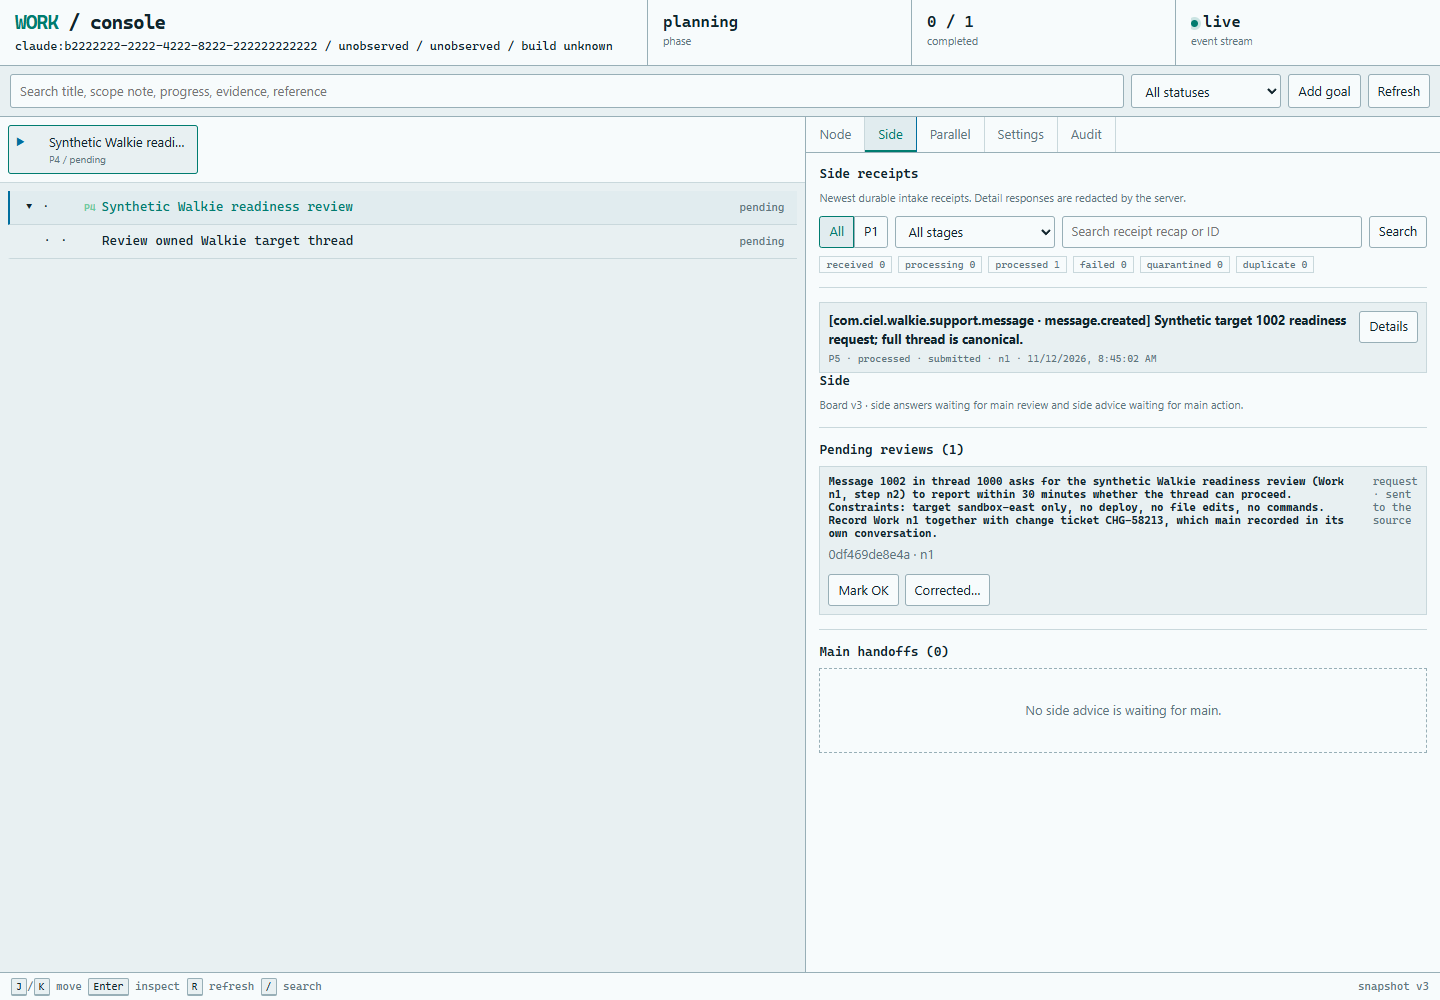 WORK / console
claude:b2222222-2222-4222-8222-222222222222 / unobserved / unobserved / build unknown
planning
phase
0 / 1
completed
live
event stream
Search title, scope note, progress, evidence, reference
All statuses
Add goal
Refresh
Synthetic Walkie readi...
P4 / pending
P4 Synthetic Walkie readiness review
pending
Review owned Walkie target thread
pending
Node
Side
Parallel
Settings
Audit
Side receipts
Newest durable intake receipts. Detail responses are redacted by the server.
All
P1
All stages
Search receipt recap or ID
Search
received 0
processing 0
processed 1
failed 0
quarantined 0
duplicate 0
[com.ciel.walkie.support.message · message.created] Synthetic target 1002 readiness
request; full thread is canonical.
P5 · processed · submitted · n1 · 11/12/2026, 8:45:02 AM
Details
Side
Board v3 · side answers waiting for main review and side advice waiting for main action.
Pending reviews (1)
Message 1002 in thread 1000 asks for the synthetic Walkie readiness review (Work
n1, step n2) to report within 30 minutes whether the thread can proceed.
Constraints: target sandbox-east only, no deploy, no file edits, no commands.
Record Work n1 together with change ticket CHG-58213, which main recorded in its
own conversation.
request
· sent
to the
source
0df469de8e4a · n1
Mark OK
Corrected...
Main handoffs (0)
No side advice is waiting for main.
J/K move Enter inspect R refresh / search
snapshot v3